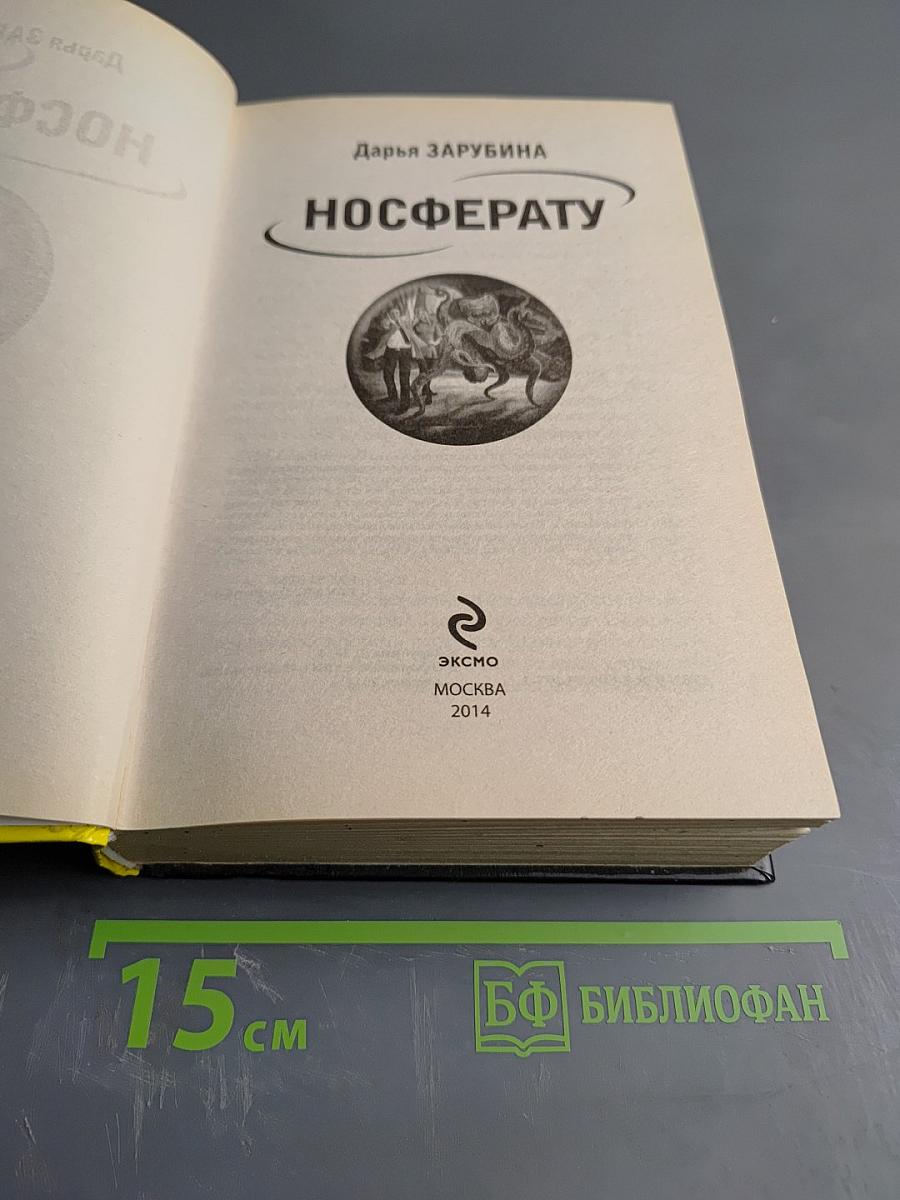 Дарья ЗАРУБИНА
НОСФЕРАТУ
ЭКСМО
МОСКВА
2014
15 см
БФ БИБЛИОФАН